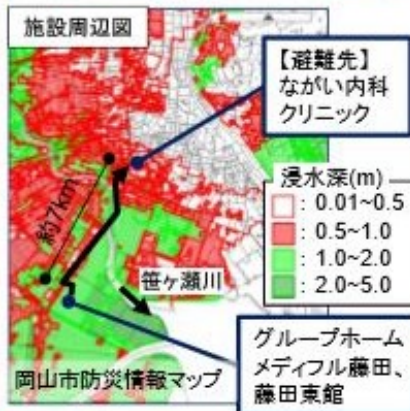 施設周辺図
【避難先】
ながい内科
クリニック
浸水深(m)
: 0.01~0.5
: 0.5~1.0
: 1.0~2.0
: 2.0~5.0
約7km
笹ヶ瀬川
グループホーム
メディフル藤田、
藤田東館
岡山市防災情報マップ